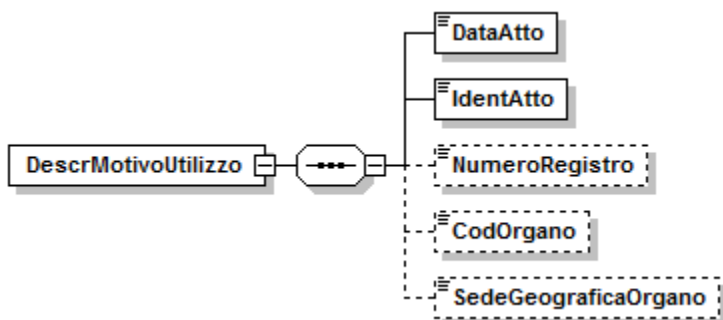 DataAtto
IdentAtto
DescrMotivoUtilizzo
NumeroRegistro
CodOrgano
SedeGeograficaOrgano